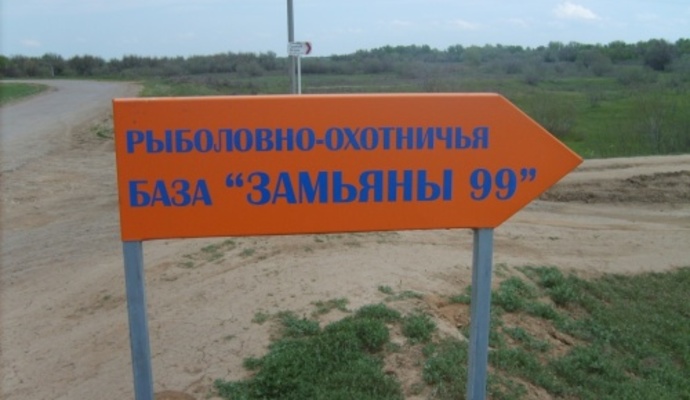 РЫБОЛОВНО-ОХОТНИЧЬЯ
БАЗА “ЗАМЬЯНЫ 99”